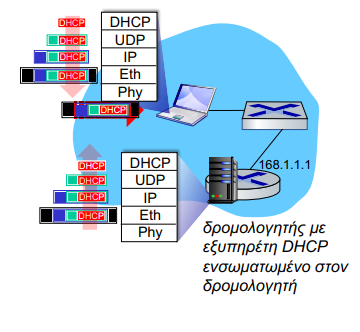 DHCP
DHCP
DHCP
DHCP
DHCP
DHCP
UDP
IP
Eth
Phy
DHCP
DHCP
DHCP
DHCP
DHCP
UDP
IP
Eth
Phy
168.1.1.1
δρομολογητής με
εξυπηρέτη DHCP
ενσωματωμένο στον
δρομολογητή